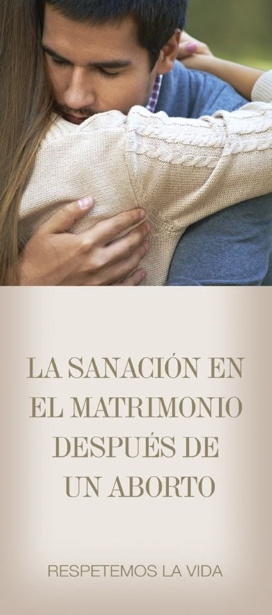 LA SANACIÓN EN
EL MATRIMONIO
DESPUÉS DE
UN ABORTO
RESPETEMOS LA VIDA